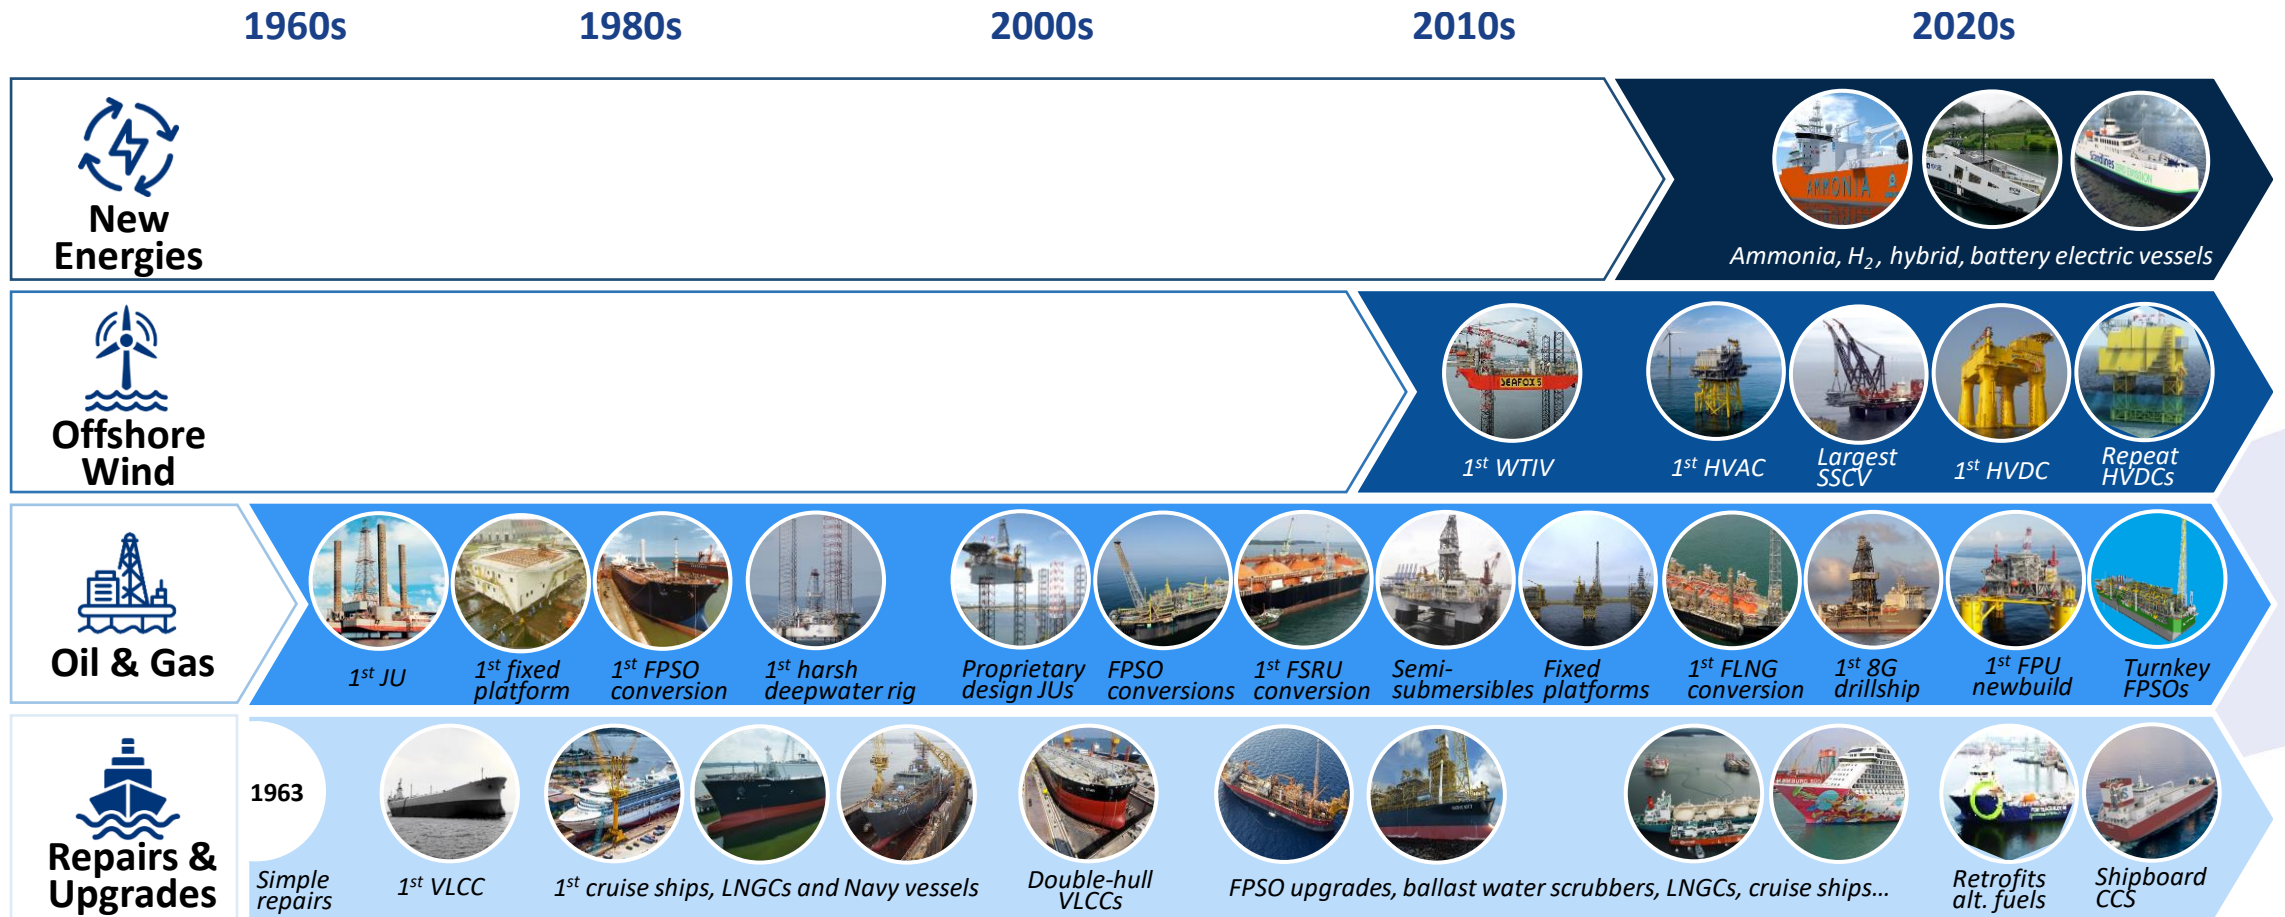 1960s
1980s
2000s
2010s
2020s
New
Energies
AMMONIA
Scandlines
Ammonia, H₂, hybrid, battery electric vessels
Offshore
Wind
SEAFOX 5
1st WTIV
1st HVAC
Largest
SSCV
1st HVDC
Repeat
HVDCs
Oil & Gas
1st JU
1st fixed
platform
1st FPSO
conversion
1st harsh
deepwater rig
Proprietary
design JUs
FPSO
conversions
1st FSRU
conversion
Semi-
submersibles
Fixed
platforms
1st FLNG
conversion
1st 8G
drillship
1st FPU
newbuild
Turnkey
FPSOs
Repairs &
Upgrades
1963
Simple
repairs
1st VLCC
1st cruise ships, LNGCs and Navy vessels
Double-hull
VLCCs
FPSO upgrades, ballast water scrubbers, LNGCs, cruise ships...
Retrofits
alt. fuels
Shipboard
CCS